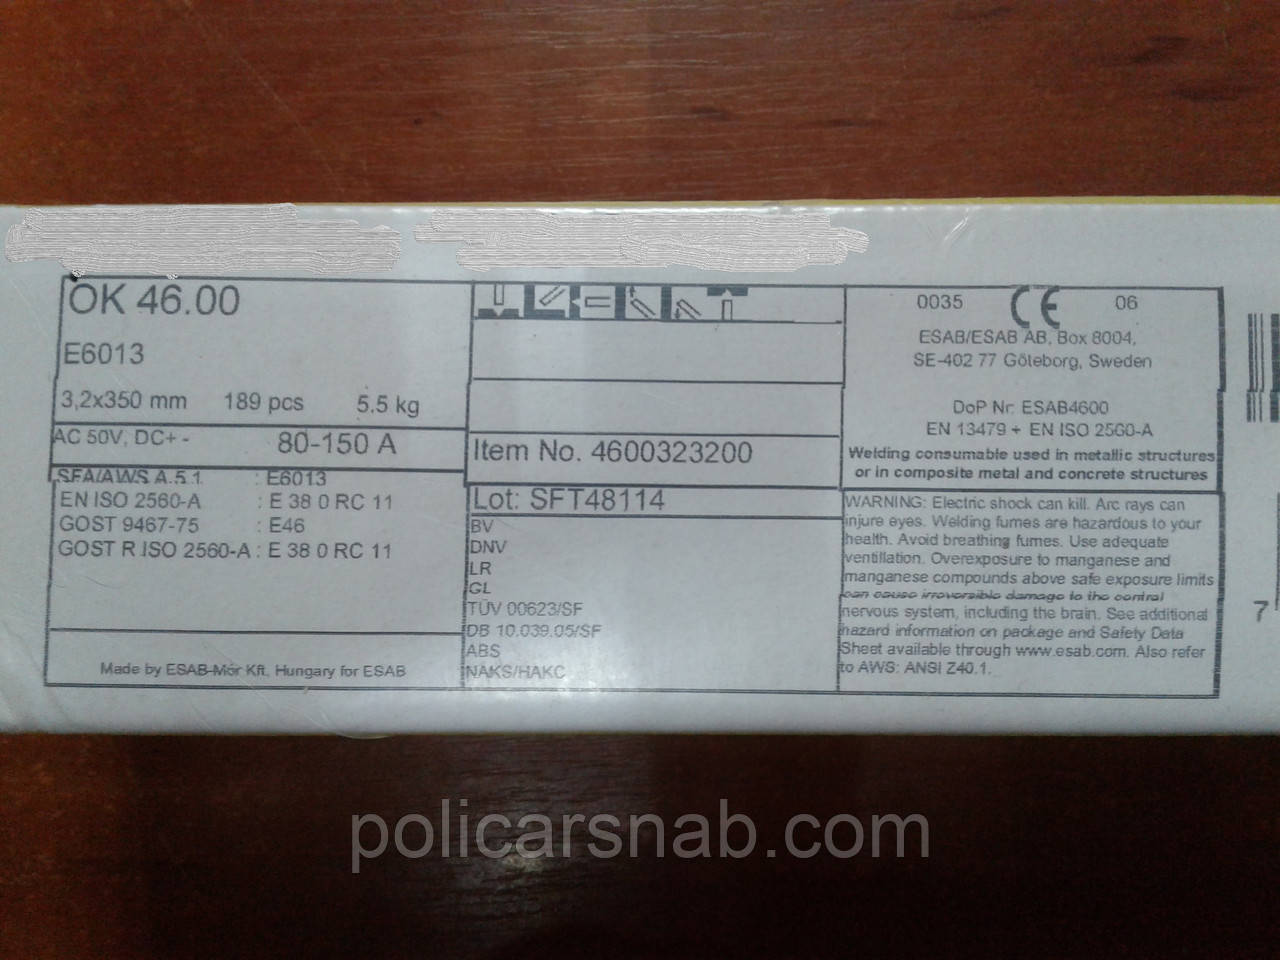 OK 46.00
E6013
3,2x350 mm 189 pcs 5.5 kg
AC 50V, DC+ - 80-150 A
SFA/AWS A.5.1 : E6013
EN ISO 2560-A : E 38 0 RC 11
GOST 9467-75 : E46
GOST R ISO 2560-A : E 38 0 RC 11
Made by ESAB-Mór Kft, Hungary for ESAB
Item No. 4600323200
Lot: SFT48114
BV
DNV
LR
GL
TÜV 00623/SF
DB 10.039.05/SF
ABS
NAKS/HAKC
0035 CE 06
ESAB/ESAB AB, Box 8004,
SE-402 77 Göteborg, Sweden
DoP Nr. ESAB4600
EN 13479 + EN ISO 2560-A
Welding consumable used in metallic structures
or in composite metal and concrete structures
WARNING: Electric shock can kill. Arc rays can
injure eyes. Welding fumes are hazardous to your
health. Avoid breathing fumes. Use adequate
ventillation. Overexposure to manganese and
manganese compounds above safe exposure limits
can cause irreversible damage to the central
nervous system, including the brain. See additional
hazard information on package and Safety Data
Sheet available through www.esab.com. Also refer
to AWS: ANSI Z40.1.
7
policarsnab.com